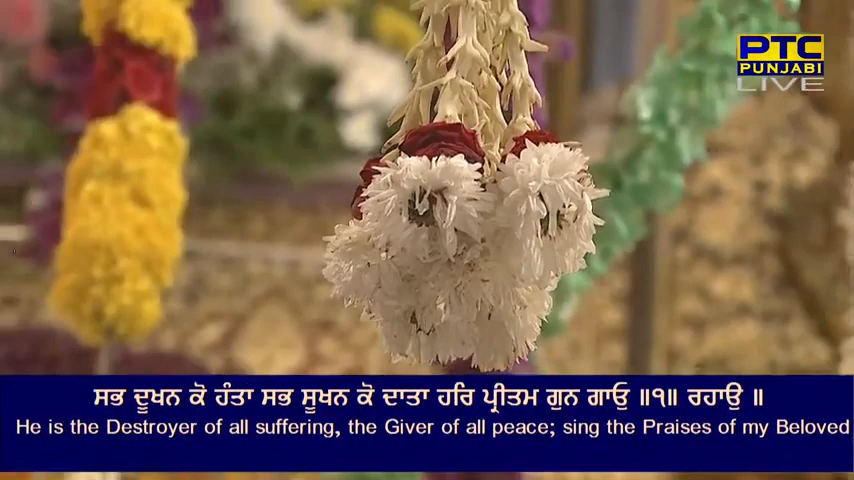 PTC
PUNJABI
LIVE
ਸਭ ਦੂਖਨ ਕੋ ਹੰਤਾ ਸਭ ਸੂਖਨ ਕੋ ਦਾਤਾ ਹਰਿ ਪ੍ਰੀਤਮ ਗੁਨ ਗਾਓੁ ॥੧॥ ਰਹਾਉ ॥
He is the Destroyer of all suffering, the Giver of all peace; sing the Praises of my Beloved